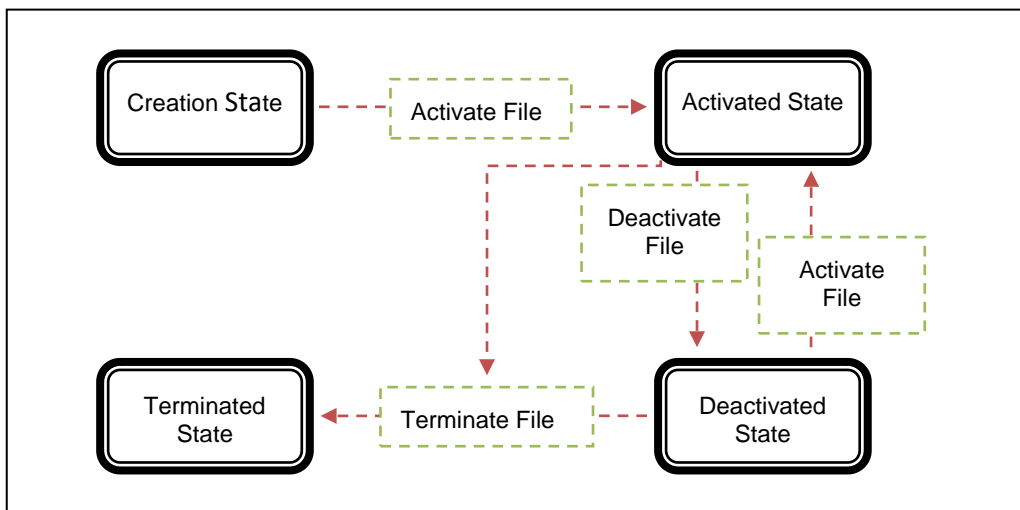 Creation State
Activate File
Activated State
Deactivate
File
Activate
File
Terminated
State
Terminate File
Deactivated
State